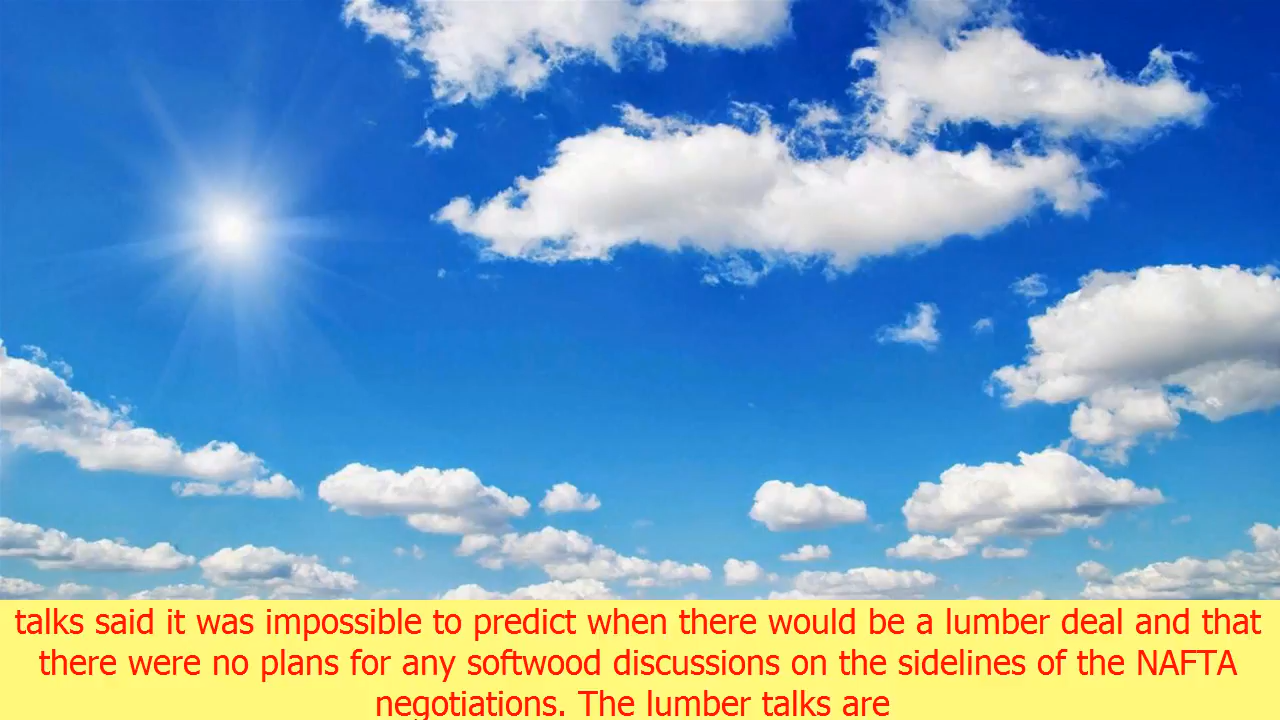 talks said it was impossible to predict when there would be a lumber deal and that
there were no plans for any softwood discussions on the sidelines of the NAFTA
negotiations. The lumber talks are